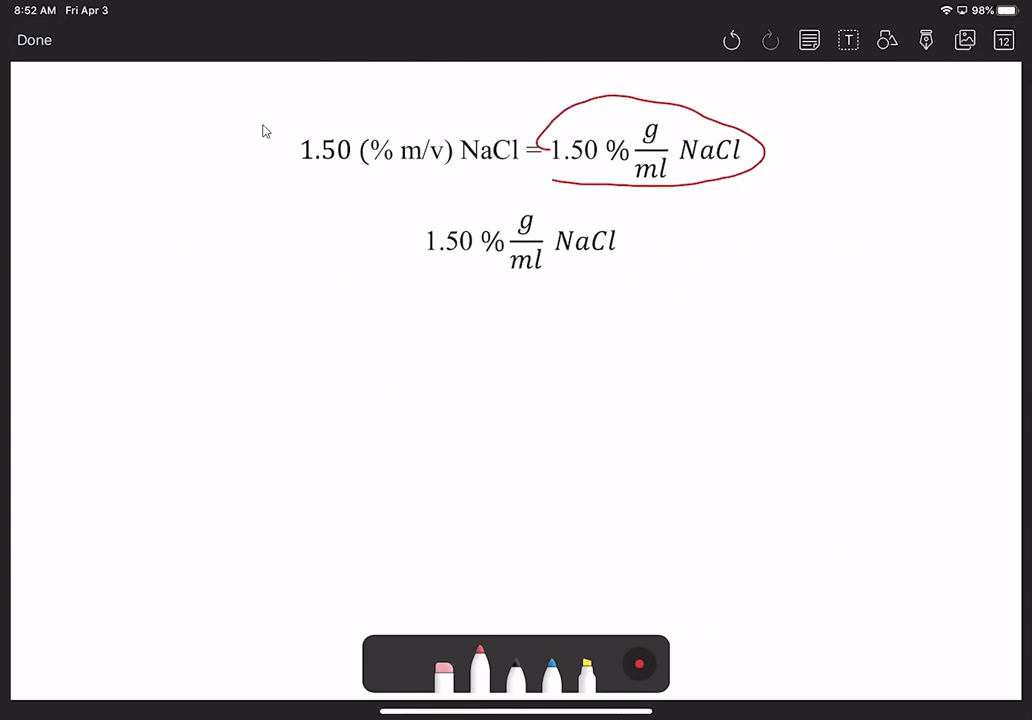 8:52 AM Fri Apr 3 98%
Done T 12
1.50 (% m/v) NaCl = 1.50 % g/ml NaCl
1.50 % g/ml NaCl